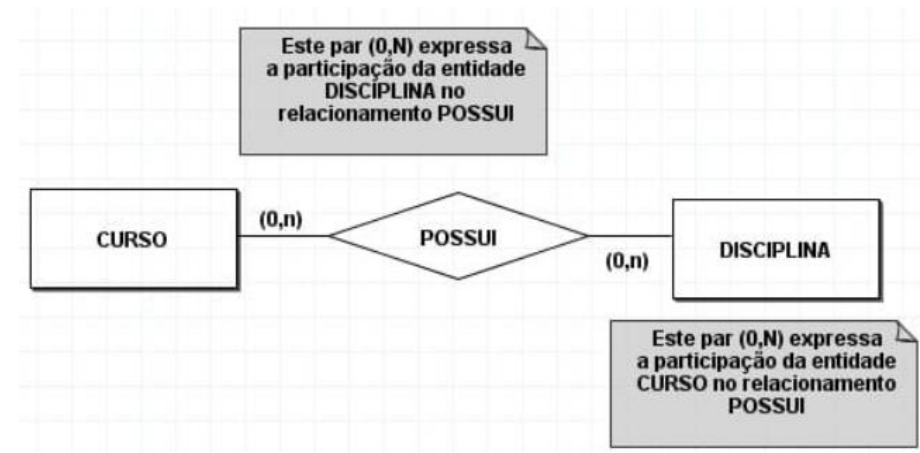 Este par (0,N) expressa
a participação da entidade
DISCIPLINA no
relacionamento POSSUI
CURSO
(0,n)
POSSUI
(0,n)
DISCIPLINA
Este par (0,N) expressa
a participação da entidade
CURSO no relacionamento
POSSUI